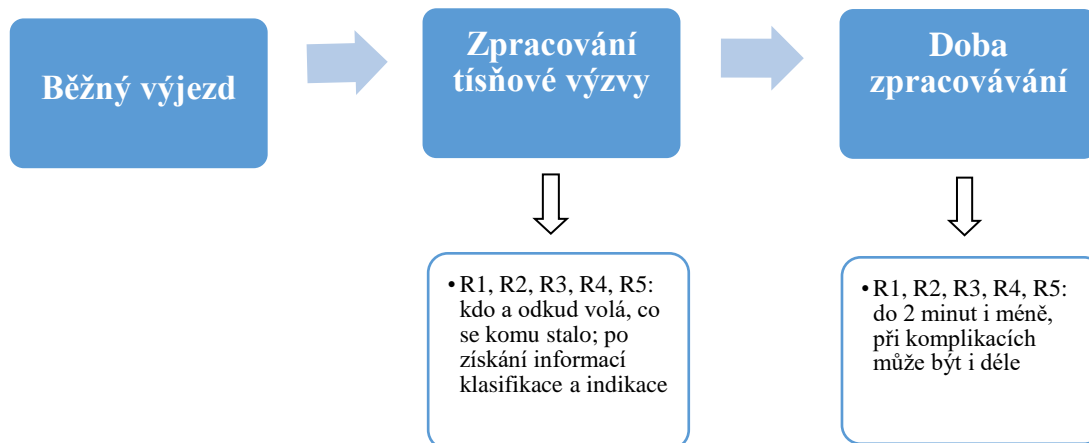 Běžný výjezd
Zpracování
tísňové výzvy
Doba
zpracovávání
• R1, R2, R3, R4, R5:
kdo a odkud volá, co
se komu stalo; po
získání informací
klasifikace a indikace
• R1, R2, R3, R4, R5:
do 2 minut i méně,
při komplikacích
může být i déle